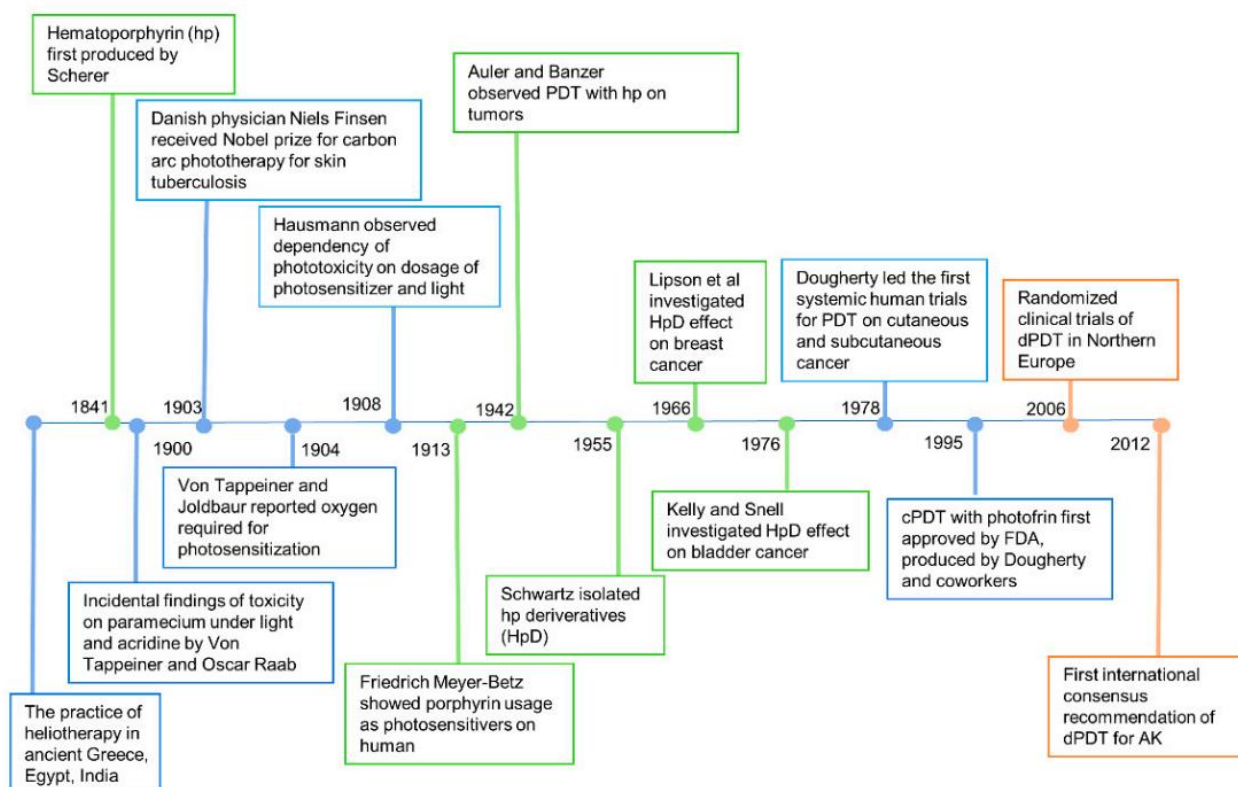 Hematoporphyrin (hp)
first produced by
Scherer
Danish physician Niels Finsen
received Nobel prize for carbon
arc phototherapy for skin
tuberculosis
Hausmann observed
dependency of
phototoxicity on dosage of
photosensitizer and light
Auler and Banzer
observed PDT with hp on
tumors
Lipson et al
investigated
HpD effect
on breast
cancer
Dougherty led the first
systemic human trials
for PDT on cutaneous
and subcutaneous
cancer
Randomized
clinical trials of
dPDT in Northern
Europe
1841
1903
1908
1942
1966
1978
2006
1900
1904
1913
1955
1976
1995
2012
The practice of
heliotherapy in
ancient Greece,
Egypt, India
Incidental findings of toxicity
on paramecium under light
and acridine by Von
Tappeiner and Oscar Raab
Von Tappeiner and
Joldbaur reported oxygen
required for
photosensitization
Friedrich Meyer-Betz
showed porphyrin usage
as photosensitivers on
human
Schwartz isolated
hp deriveratives
(HpD)
Kelly and Snell
investigated HpD effect
on bladder cancer
cPDT with photofrin first
approved by FDA,
produced by Dougherty
and coworkers
First international
consensus
recommendation of
dPDT for AK